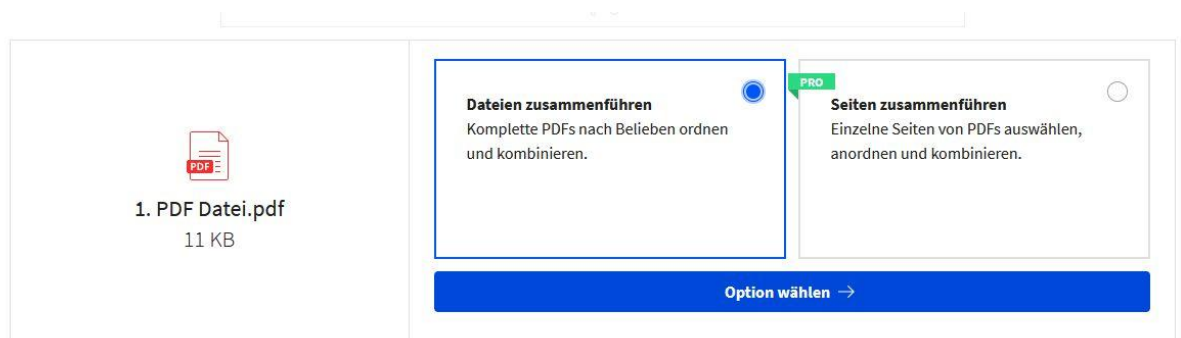 PDF
1. PDF Datei.pdf
11 KB
Dateien zusammenführen
Komplette PDFs nach Belieben ordnen
und kombinieren.
PRO
Seiten zusammenführen
Einzelne Seiten von PDFs auswählen,
anordnen und kombinieren.
Option wählen →